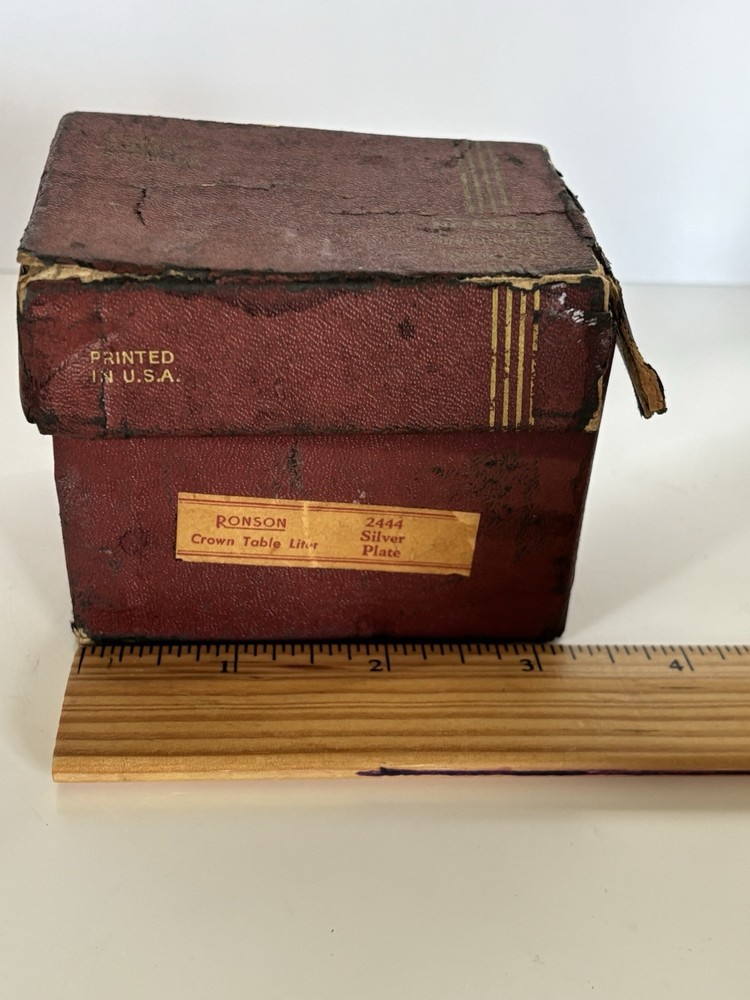 PRINTED
IN U.S.A.
RONSON
Crown Table Liter
2444
Silver
Plate
1 2 3 4